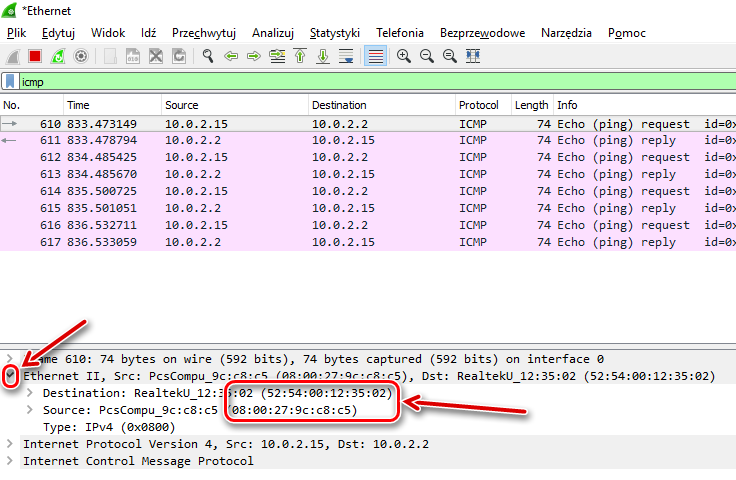 *Ethernet
Plik Edytuj Widok Idź Przechwytuj Analizuj Statystyki Telefonia Bezprzewodowe Narzędzia Pomoc
icmp
No. Time Source Destination Protocol Length Info
610 833.473149 10.0.2.15 10.0.2.2 ICMP 74 Echo (ping) request id=0x
611 833.478794 10.0.2.2 10.0.2.15 ICMP 74 Echo (ping) reply id=0x
612 834.485425 10.0.2.15 10.0.2.2 ICMP 74 Echo (ping) request id=0x
613 834.485670 10.0.2.2 10.0.2.15 ICMP 74 Echo (ping) reply id=0x
614 835.500725 10.0.2.15 10.0.2.2 ICMP 74 Echo (ping) request id=0x
615 835.501051 10.0.2.2 10.0.2.15 ICMP 74 Echo (ping) reply id=0x
616 836.532711 10.0.2.15 10.0.2.2 ICMP 74 Echo (ping) request id=0x
617 836.533059 10.0.2.2 10.0.2.15 ICMP 74 Echo (ping) reply id=0x
610: 74 bytes on wire (592 bits), 74 bytes captured (592 bits) on interface 0
Ethernet II, Src: PcsCompu_9c:c8:c5 (08:00:27:9c:c8:c5), Dst: RealtekU_12:35:02 (52:54:00:12:35:02)
Destination: RealtekU_12:35:02 (52:54:00:12:35:02)
Source: PcsCompu_9c:c8:c5 (08:00:27:9c:c8:c5)
Type: IPv4 (0x0800)
Internet Protocol Version 4, Src: 10.0.2.15, Dst: 10.0.2.2
Internet Control Message Protocol